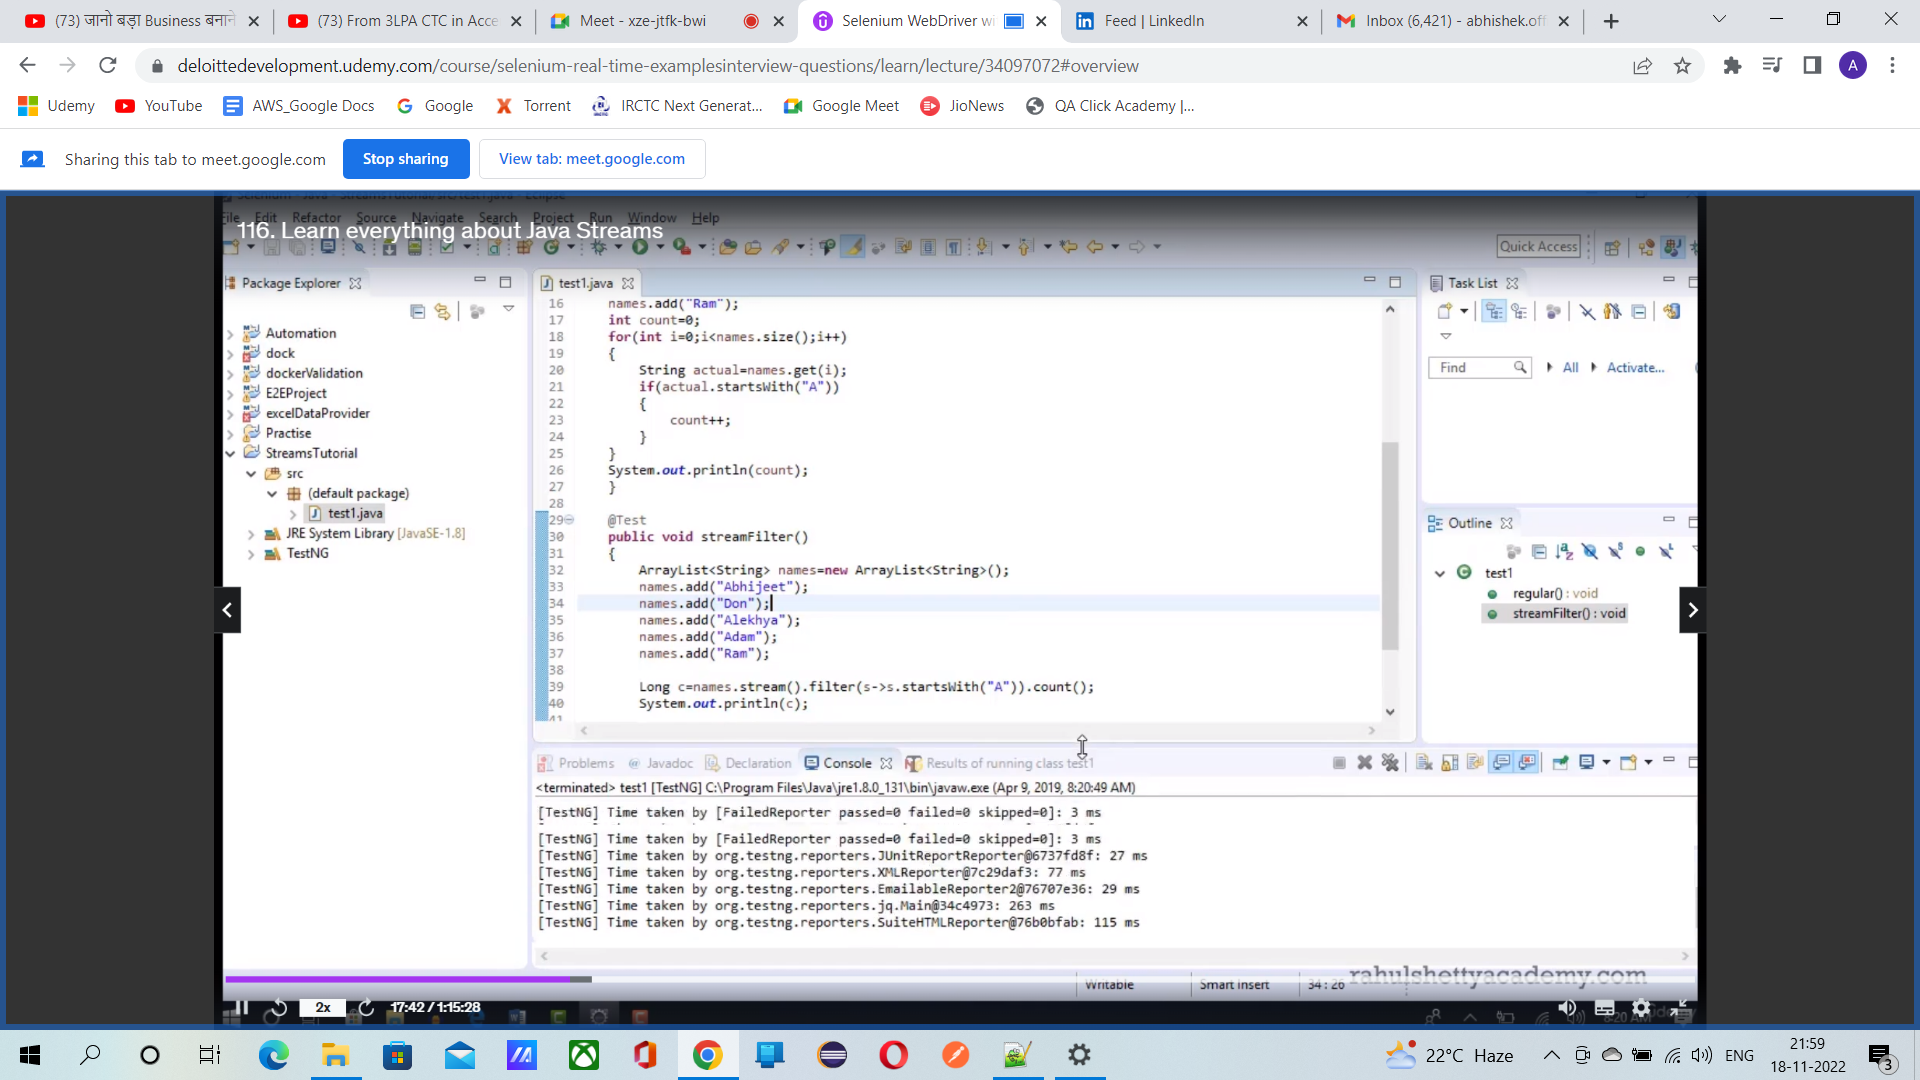 (73) जानो बड़ा Business बनाने
(73) From 3LPA CTC in Acce
Meet - xze-jtfk-bwi
Selenium WebDriver wi
Feed | LinkedIn
Inbox (6,421) - abhishek.off
deloittedevelopment.udemy.com/course/selenium-real-time-examplesinterview-questions/learn/lecture/34097072#overview
A
Udemy
YouTube
AWS_Google Docs
Google
Torrent
IRCTC Next Generat...
Google Meet
JioNews
QA Click Academy |...
Sharing this tab to meet.google.com
Stop sharing
View tab: meet.google.com
File Edit Refactor Source Navigate Search Project Run Window Help
116. Learn everything about Java Streams
Quick Access
Package Explorer
test1.java
Task List
Automation
dock
dockerValidation
E2EProject
excelDataProvider
Practise
StreamsTutorial
src
(default package)
test1.java
JRE System Library [JavaSE-1.8]
TestNG
16 names.add("Ram");
17 int count=0;
18 for(int i=0;i<names.size();i++)
19 {
20 String actual=names.get(i);
21 if(actual.startsWith("A"))
22 {
23 count++;
24 }
25 }
26 System.out.println(count);
27 }
28
29 @Test
30 public void streamFilter()
31 {
32 ArrayList<String> names=new ArrayList<String>();
33 names.add("Abhijeet");
34 names.add("Don");
35 names.add("Alekhya");
36 names.add("Adam");
37 names.add("Ram");
38
39 Long c=names.stream().filter(s->s.startsWith("A")).count();
40 System.out.println(c);
41
Find
All
Activate...
Outline
test1
regular() : void
streamFilter() : void
Problems
Javadoc
Declaration
Console
Results of running class test1
<terminated> test1 [TestNG] C:\Program Files\Java\jre1.8.0_131\bin\javaw.exe (Apr 9, 2019, 8:20:49 AM)
[TestNG] Time taken by [FailedReporter passed=0 failed=0 skipped=0]: 3 ms
[TestNG] Time taken by [FailedReporter passed=0 failed=0 skipped=0]: 3 ms
[TestNG] Time taken by org.testng.reporters.JUnitReportReporter@6737fd8f: 27 ms
[TestNG] Time taken by org.testng.reporters.XMLReporter@7c29daf3: 77 ms
[TestNG] Time taken by org.testng.reporters.EmailableReporter2@76707e36: 29 ms
[TestNG] Time taken by org.testng.reporters.jq.Main@34c4973: 263 ms
[TestNG] Time taken by org.testng.reporters.SuiteHTMLReporter@76b0bfab: 115 ms
Writable
Smart Insert
34 : 26
rahulshettyacademy.com
2x
17:42 / 1:15:28
22°C Haze
ENG
21:59
18-11-2022
3